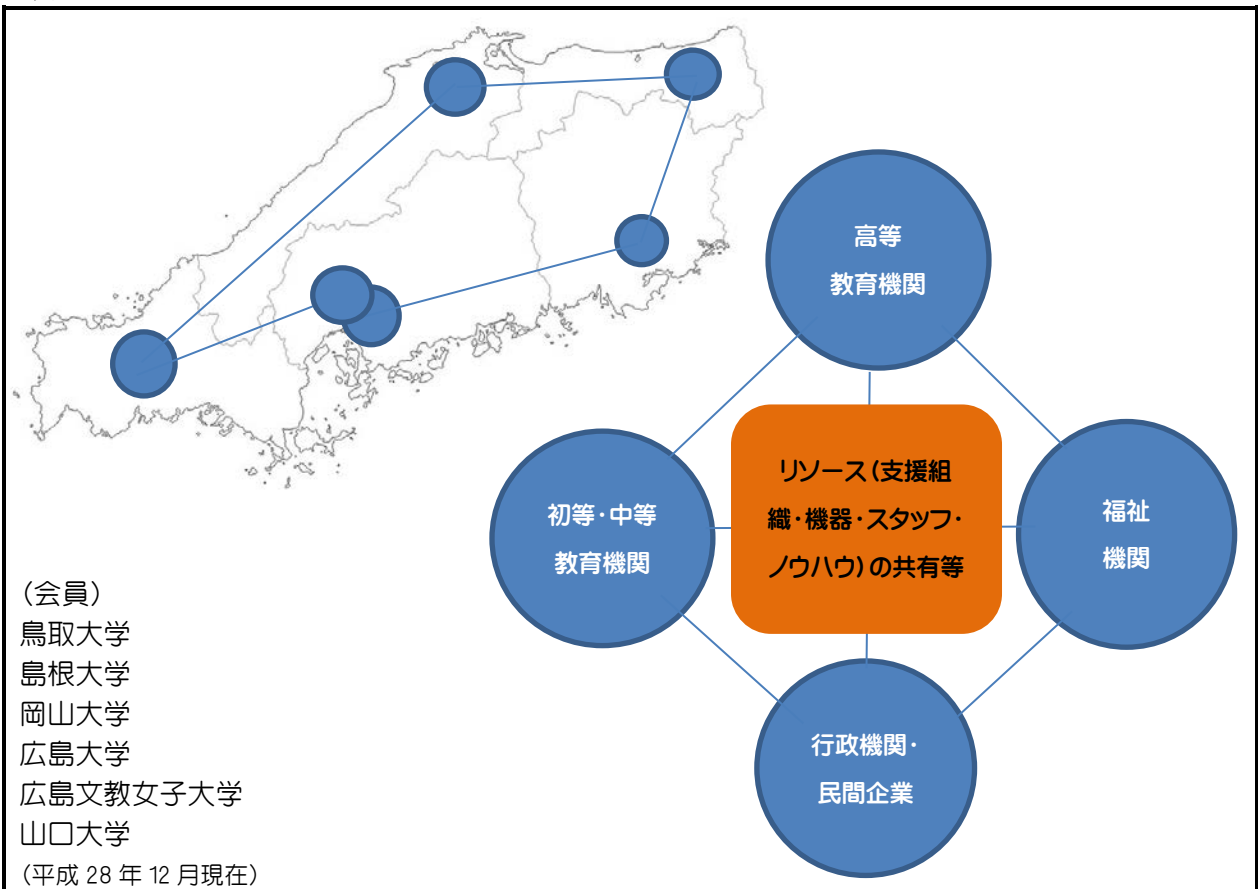 高等
教育機関
初等・中等
教育機関
リソース(支援組
織・機器・スタッフ・
ノウハウ)の共有等
福祉
機関
行政機関・
民間企業
(会員)
鳥取大学
島根大学
岡山大学
広島大学
広島文教女子大学
山口大学
(平成 28 年 12 月現在)